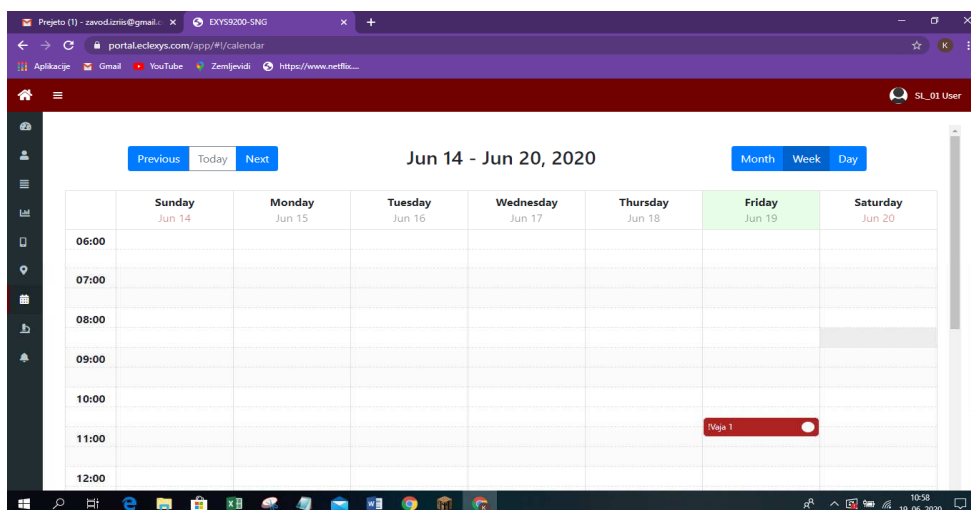 Prejeto (1) - zavod.izriis@gmail.c
EXYS9200-SNG
portal.eclexys.com/app/#!/calendar
K
Aplikacije Gmail YouTube Zemljevidi https://www.netflix....
SL_01 User
Previous Today Next
Jun 14 - Jun 20, 2020
Month Week Day
Sunday Monday Tuesday Wednesday Thursday Friday Saturday
Jun 14 Jun 15 Jun 16 Jun 17 Jun 18 Jun 19 Jun 20
06:00
07:00
08:00
09:00
10:00
!Vaja 1
11:00
12:00
10:58
19. 06. 2020